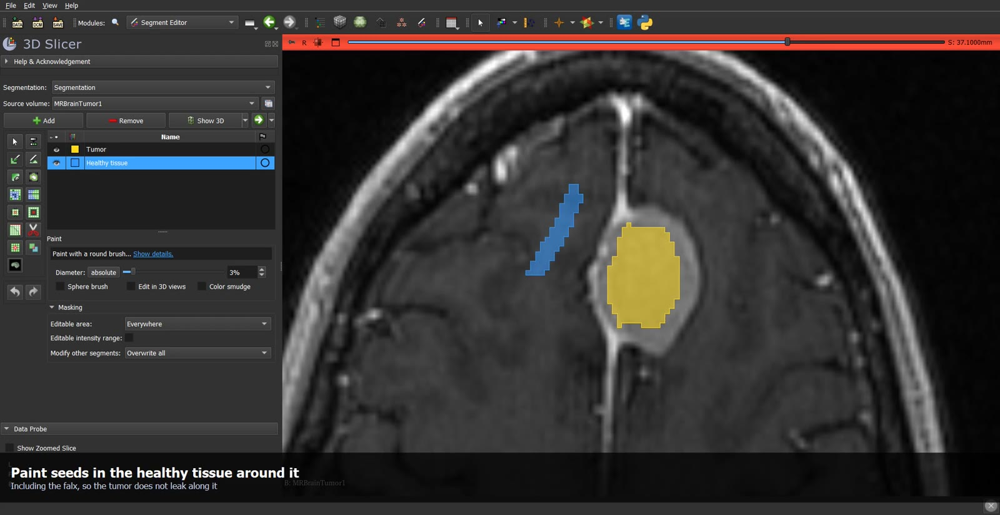 File Edit View Help
DATA DCM SAVE Modules: Segment Editor
3D Slicer
R S: 37.1000mm
Help & Acknowledgement
Segmentation: Segmentation
Source volume: MRBrainTumor1
Add Remove Show 3D
Name
Tumor
Healthy tissue
Paint
Paint with a round brush... Show details.
Diameter: absolute 3%
Sphere brush Edit in 3D views Color smudge
Masking
Editable area: Everywhere
Editable intensity range:
Modify other segments: Overwrite all
Data Probe
Show Zoomed Slice
L
F
B
Paint seeds in the healthy tissue around it
Including the falx, so the tumor does not leak along it
B: MRBrainTumor1